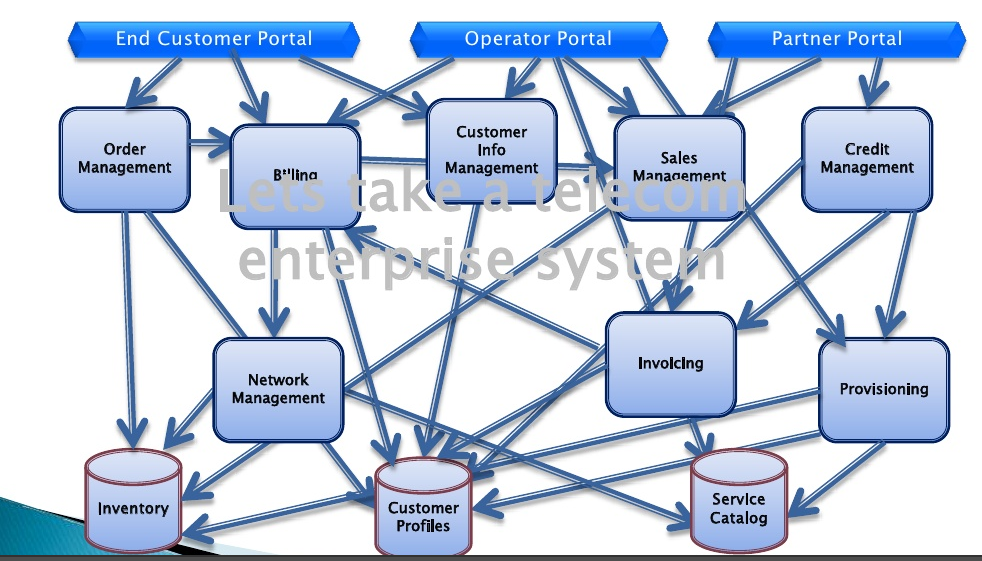 End Customer Portal
Operator Portal
Partner Portal
Order
Management
Billing
Customer
Info
Management
Sales
Management
Credit
Management
Lets take a telecom
enterprise system
Network
Management
Invoicing
Provisioning
Inventory
Customer
Profiles
Service
Catalog